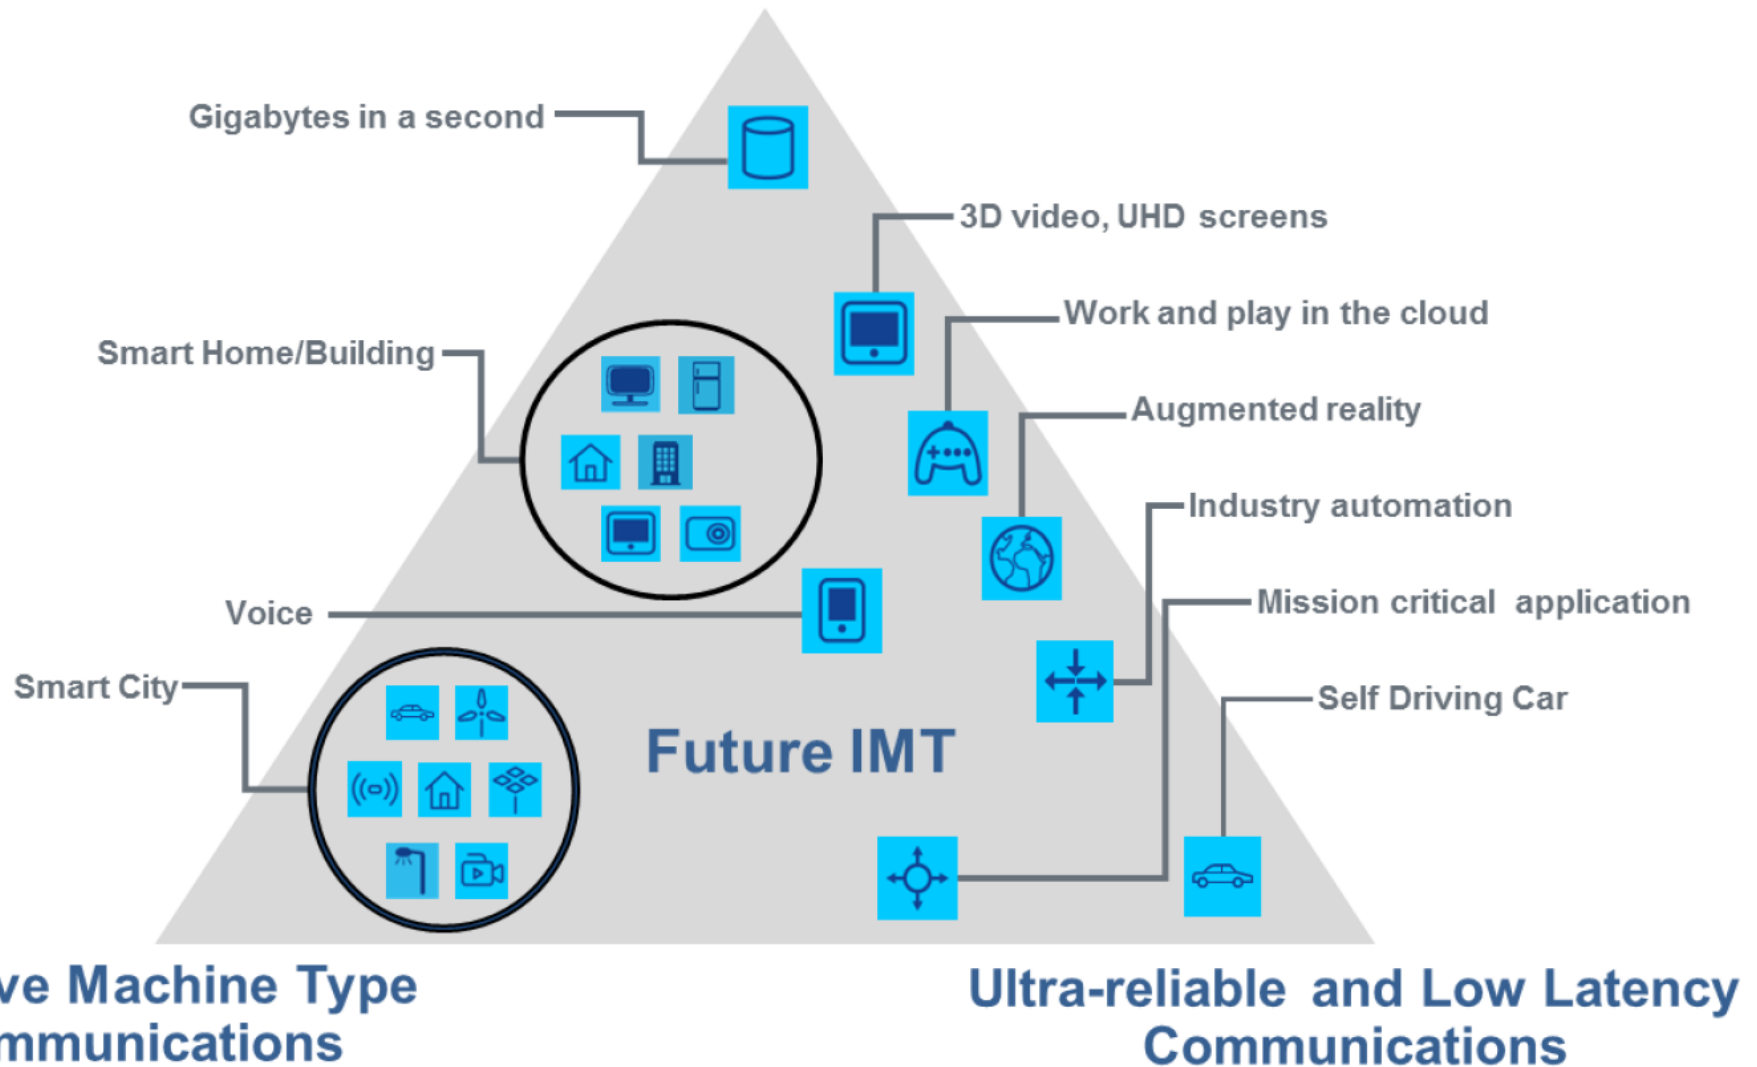 Gigabytes in a second
3D video, UHD screens
Work and play in the cloud
Smart Home/Building
Augmented reality
Industry automation
Voice
Mission critical application
Smart City
Self Driving Car
Future IMT
Machine Type
Ultra-reliable and Low Latency
Communications